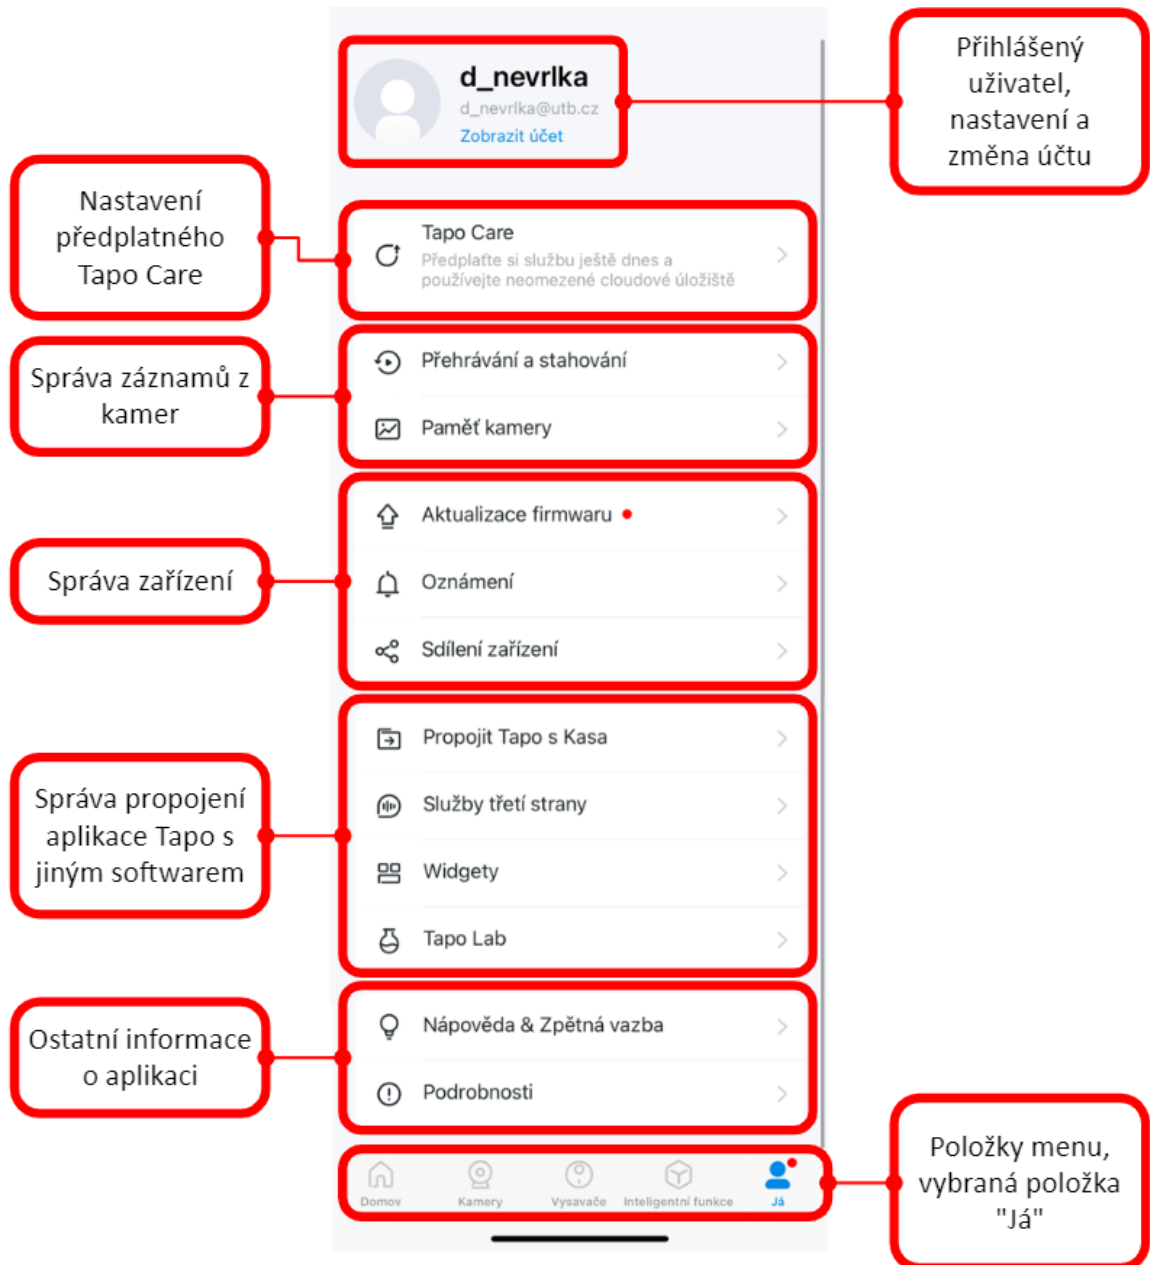 d_nevrlka
d_nevrlka@utb.cz
Zobrazit účet
Přihlášený
uživatel,
nastavení a
změna účtu
Nastavení
předplatného
Tapo Care
Tapo Care
Předplaťte si službu ještě dnes a
používejte neomezené cloudové úložiště
Správa záznamů z
kamer
Přehrávání a stahování
Paměť kamery
Správa zařízení
Aktualizace firmwaru
Oznámení
Sdílení zařízení
Správa propojení
aplikace Tapo s
jiným softwarem
Propojit Tapo s Kasa
Služby třetí strany
Widgety
Tapo Lab
Ostatní informace
o aplikaci
Nápověda & Zpětná vazba
Podrobnosti
Domov
Kamery
Vysavače
Inteligentní funkce
Já
Položky menu,
vybraná položka
"Já"